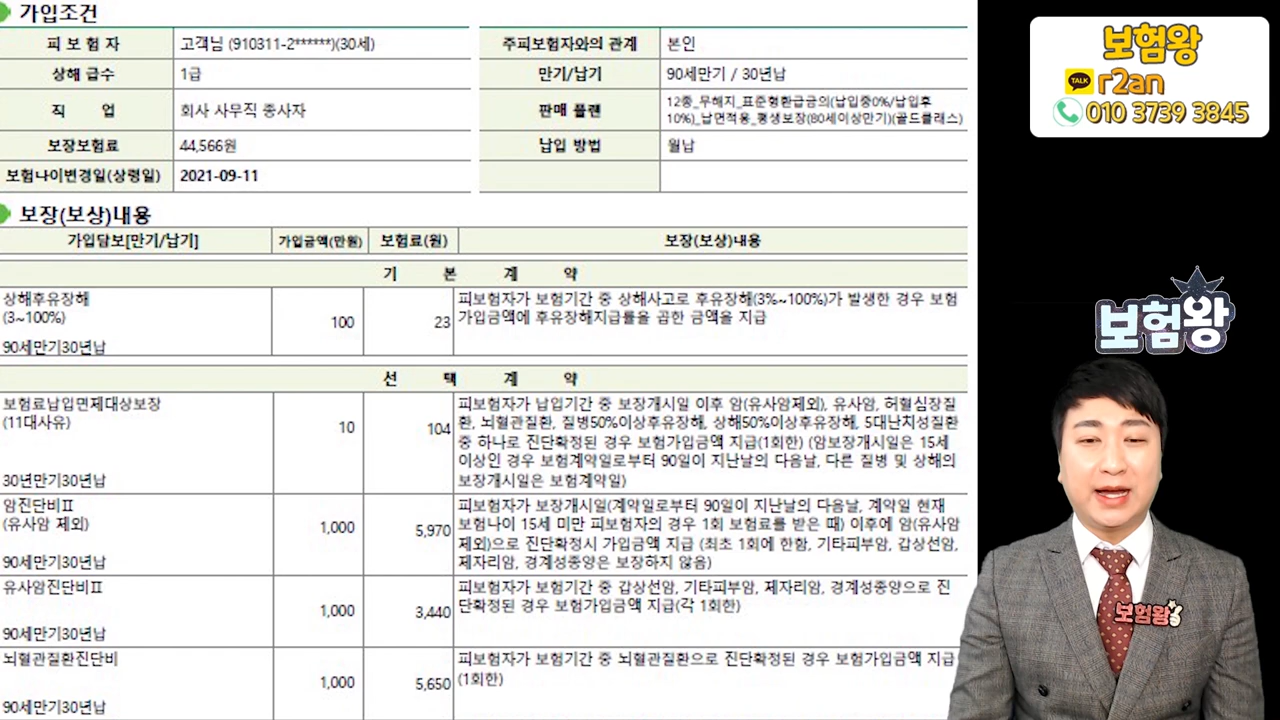 가입조건
피 보 험 자 고객님 (910311-2******)(30세) 주피보험자와의 관계 본인
상해 급수 1급 만기/납기 90세만기 / 30년납
직 업 회사 사무직 종사자 판매 플랜 12종_무해지_표준형환급금의(납입중0%/납입후
10%)_납면적용_평생보장(80세이상만기)(골드클래스)
보장보험료 44,566원 납입 방법 월납
보험나이변경일(상령일) 2021-09-11
보장(보상)내용
가입담보[만기/납기] 가입금액(만원) 보험료(원) 보장(보상)내용
기 본 계 약
상해후유장해
(3~100%)
90세만기30년납
100
23
피보험자가 보험기간 중 상해사고로 후유장해(3%~100%)가 발생한 경우 보험
가입금액에 후유장해지급률을 곱한 금액을 지급
선 택 계 약
보험료납입면제대상보장
(11대사유)
30년만기30년납
10
104
피보험자가 납입기간 중 보장개시일 이후 암(유사암제외), 유사암, 허혈심장질
환, 뇌혈관질환, 질병50%이상후유장해, 상해50%이상후유장해, 5대난치성질환
중 하나로 진단확정된 경우 보험가입금액 지급(1회한) (암보장개시일은 15세
이상인 경우 보험계약일로부터 90일이 지난날의 다음날, 다른 질병 및 상해의
보장개시일은 보험계약일)
암진단비Ⅱ
(유사암 제외)
90세만기30년납
1,000
5,970
피보험자가 보장개시일(계약일로부터 90일이 지난날의 다음날, 계약일 현재
보험나이 15세 미만 피보험자의 경우 1회 보험료를 받은 때) 이후에 암(유사암
제외)으로 진단확정시 가입금액 지급 (최초 1회에 한함, 기타피부암, 갑상선암,
제자리암, 경계성종양은 보장하지 않음)
유사암진단비Ⅱ
90세만기30년납
1,000
3,440
피보험자가 보험기간 중 갑상선암, 기타피부암, 제자리암, 경계성종양으로 진
단확정된 경우 보험가입금액 지급(각 1회한)
뇌혈관질환진단비
90세만기30년납
1,000
5,650
피보험자가 보험기간 중 뇌혈관질환으로 진단확정된 경우 보험가입금액 지급
(1회한)
보험왕
TALK r2an
010 3739 3845
보험왕
보험왕